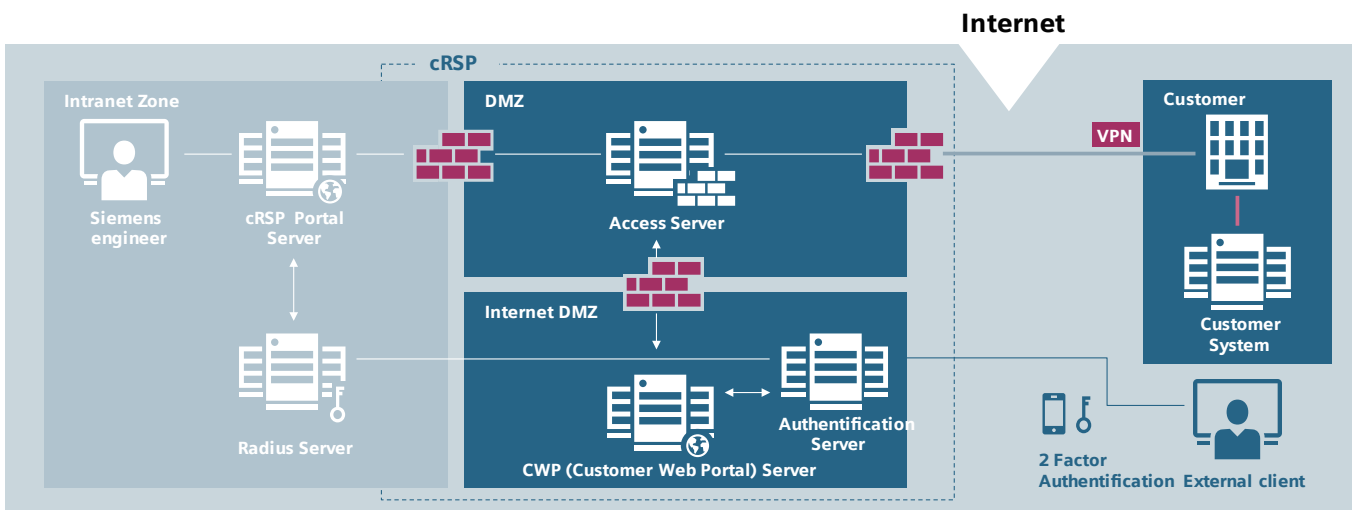 Internet
cRSP
Intranet Zone
Siemens
engineer
cRSP Portal
Server
Radius Server
DMZ
Access Server
Internet DMZ
CWP (Customer Web Portal) Server
Authentification
Server
VPN
Customer
Customer
System
2 Factor
Authentification
External client